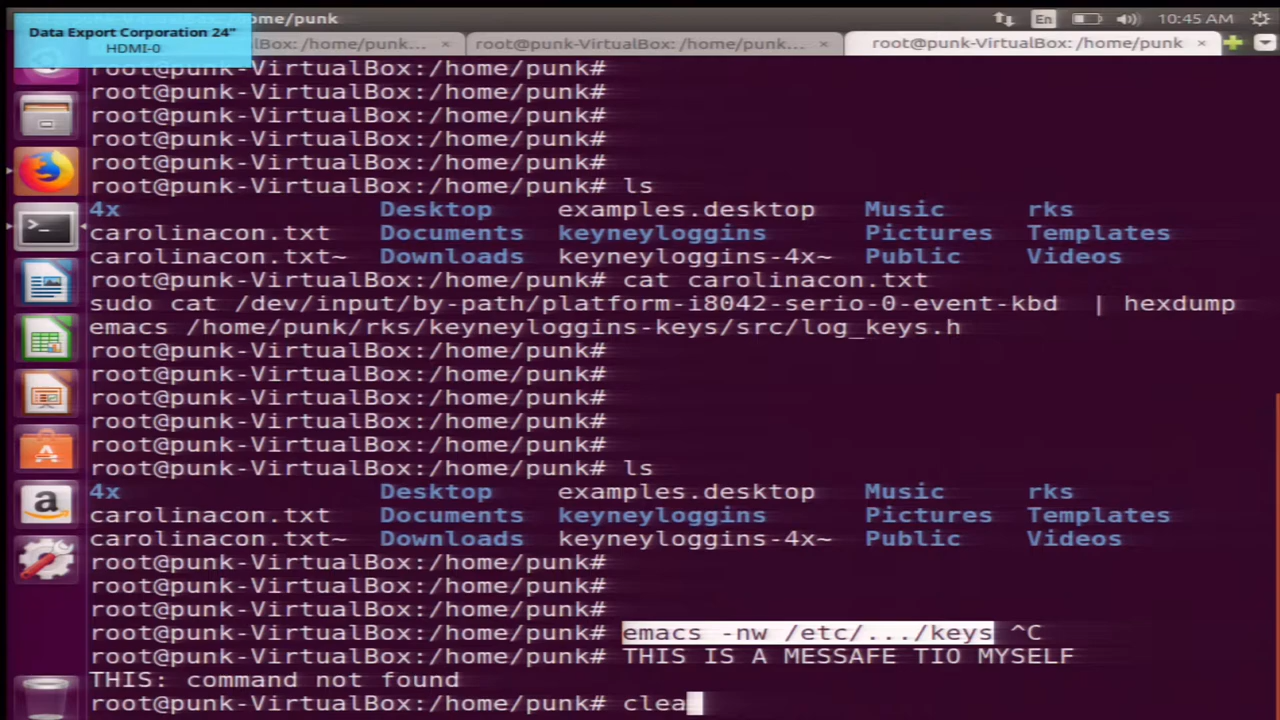 Data Export Corporation 24"
HDMI-0
ome/punk
En
10:45 AM
VirtualBox: /home/punk...
root@punk-VirtualBox: /home/punk...
root@punk-VirtualBox: /home/punk
root@punk-VirtualBox:/home/punk#
root@punk-VirtualBox:/home/punk#
root@punk-VirtualBox:/home/punk#
root@punk-VirtualBox:/home/punk#
root@punk-VirtualBox:/home/punk#
root@punk-VirtualBox:/home/punk# ls
4x Desktop examples.desktop Music rks
carolinacon.txt Documents keyneyloggins Pictures Templates
carolinacon.txt~ Downloads keyneyloggins-4x~ Public Videos
root@punk-VirtualBox:/home/punk# cat carolinacon.txt
sudo cat /dev/input/by-path/platform-i8042-serio-0-event-kbd | hexdump
emacs /home/punk/rks/keyneyloggins-keys/src/log_keys.h
root@punk-VirtualBox:/home/punk#
root@punk-VirtualBox:/home/punk#
root@punk-VirtualBox:/home/punk#
root@punk-VirtualBox:/home/punk#
root@punk-VirtualBox:/home/punk#
root@punk-VirtualBox:/home/punk# ls
4x Desktop examples.desktop Music rks
carolinacon.txt Documents keyneyloggins Pictures Templates
carolinacon.txt~ Downloads keyneyloggins-4x~ Public Videos
root@punk-VirtualBox:/home/punk#
root@punk-VirtualBox:/home/punk#
root@punk-VirtualBox:/home/punk#
root@punk-VirtualBox:/home/punk# emacs -nw /etc/.../keys ^C
root@punk-VirtualBox:/home/punk# THIS IS A MESSAFE TIO MYSELF
THIS: command not found
root@punk-VirtualBox:/home/punk# clea